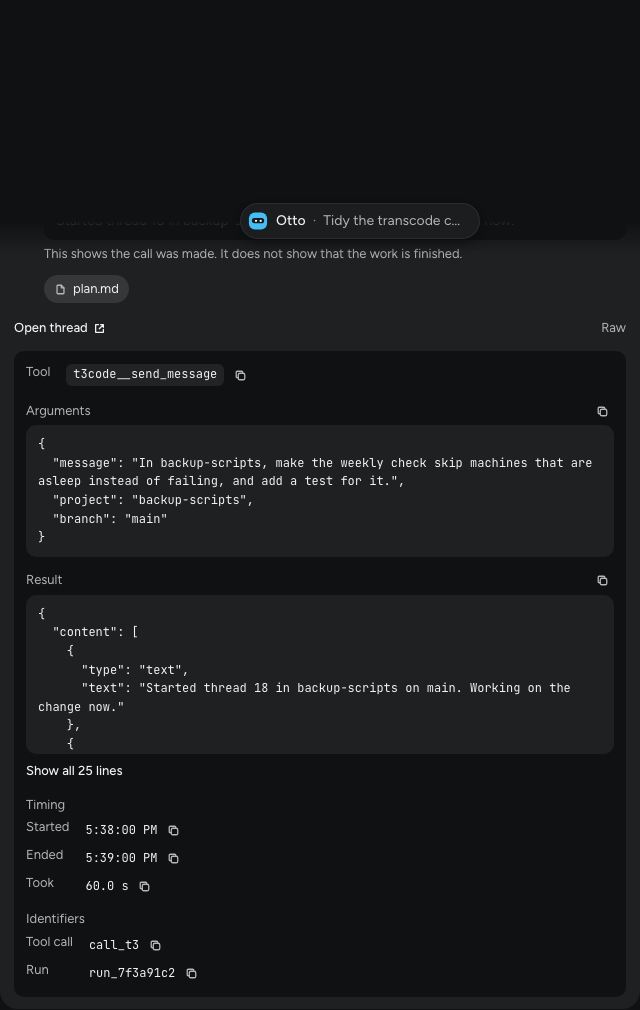 Otto · Tidy the transcode c...
This shows the call was made. It does not show that the work is finished.
plan.md
Open thread
Raw
Tool t3code__send_message
Arguments
{
"message": "In backup-scripts, make the weekly check skip machines that are
asleep instead of failing, and add a test for it.",
"project": "backup-scripts",
"branch": "main"
}
Result
{
"content": [
{
"type": "text",
"text": "Started thread 18 in backup-scripts on main. Working on the
change now."
},
{
Show all 25 lines
Timing
Started 5:38:00 PM
Ended 5:39:00 PM
Took 60.0 s
Identifiers
Tool call call_t3
Run run_7f3a91c2